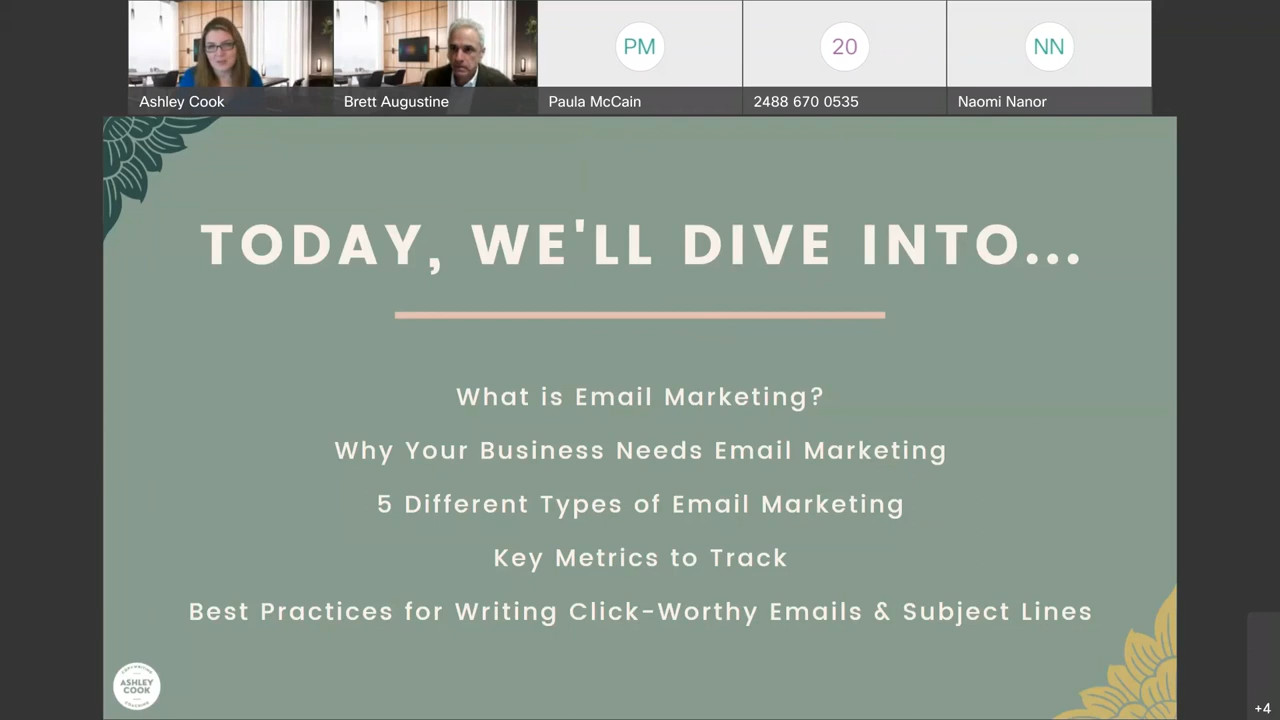 PM
20
NN
Ashley Cook
Brett Augustine
Paula McCain
2488 670 0535
Naomi Nanor
TODAY, WE'LL DIVE INTO...
What is Email Marketing?
Why Your Business Needs Email Marketing
5 Different Types of Email Marketing
Key Metrics to Track
Best Practices for Writing Click-Worthy Emails & Subject Lines
COPYWRITING
ASHLEY
COOK
COACHING
+4